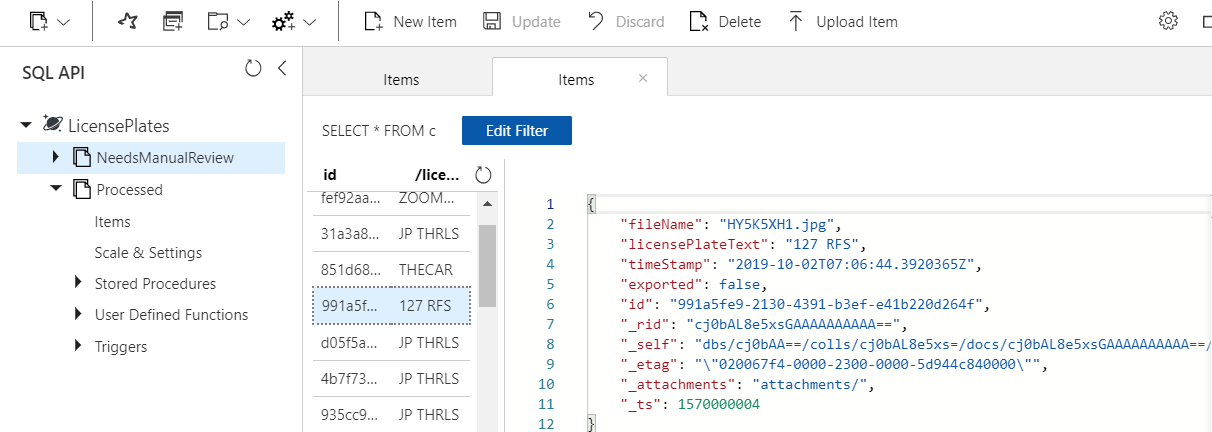 New Item Update Discard Delete Upload Item
SQL API
LicensePlates
NeedsManualReview
Processed
Items
Scale & Settings
Stored Procedures
User Defined Functions
Triggers
Items Items
SELECT * FROM c Edit Filter
id /lice...
fef92aa... ZOOM...
31a3a8... JP THRLS
851d68... THECAR
991a5f... 127 RFS
d05f5a... JP THRLS
4b7f73... JP THRLS
935cc9... JP THRLS
1 {
2 "fileName": "HY5K5XH1.jpg",
3 "licensePlateText": "127 RFS",
4 "timeStamp": "2019-10-02T07:06:44.3920365Z",
5 "exported": false,
6 "id": "991a5fe9-2130-4391-b3ef-e41b220d264f",
7 "_rid": "cj0bAL8e5xsGAAAAAAAAAA==",
8 "_self": "dbs/cj0bAA==/colls/cj0bAL8e5xs=/docs/cj0bAL8e5xsGAAAAAAAAAA==/
9 "_etag": "\"020067f4-0000-2300-0000-5d944c840000\"",
10 "_attachments": "attachments/",
11 "_ts": 1570000004
12 }